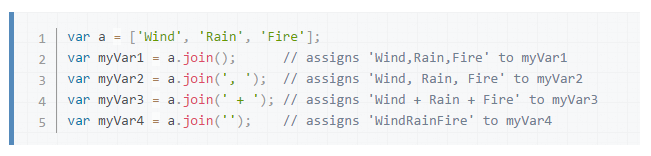 1 var a = ['Wind', 'Rain', 'Fire'];
2 var myVar1 = a.join();      // assigns 'Wind,Rain,Fire' to myVar1
3 var myVar2 = a.join(', ');  // assigns 'Wind, Rain, Fire' to myVar2
4 var myVar3 = a.join(' + '); // assigns 'Wind + Rain + Fire' to myVar3
5 var myVar4 = a.join('');    // assigns 'WindRainFire' to myVar4